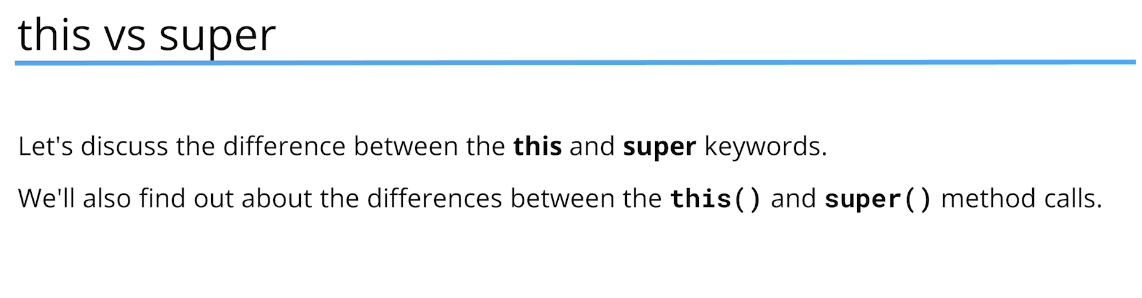 this vs super
Let's discuss the difference between the this and super keywords.
We'll also find out about the differences between the this() and super() method calls.